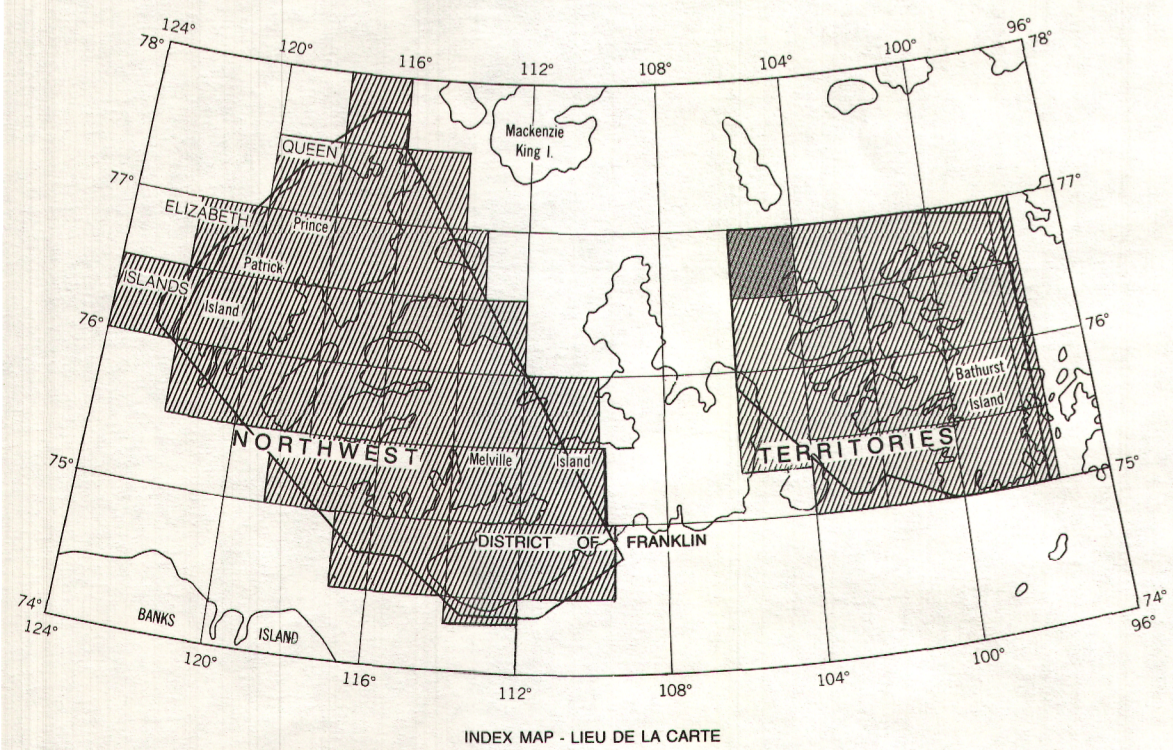 124°
78°
120°
116°
112°
108°
104°
100°
96°
78°
Mackenzie
King I.
QUEEN
77°
77°
ELIZABETH
Prince
Patrick
ISLANDS
Island
76°
76°
Bathurst
Island
NORTHWEST
TERRITORIES
Melville Island
75°
75°
DISTRICT OF FRANKLIN
74°
124°
BANKS
ISLAND
74°
96°
120°
116°
112°
108°
104°
100°
INDEX MAP - LIEU DE LA CARTE